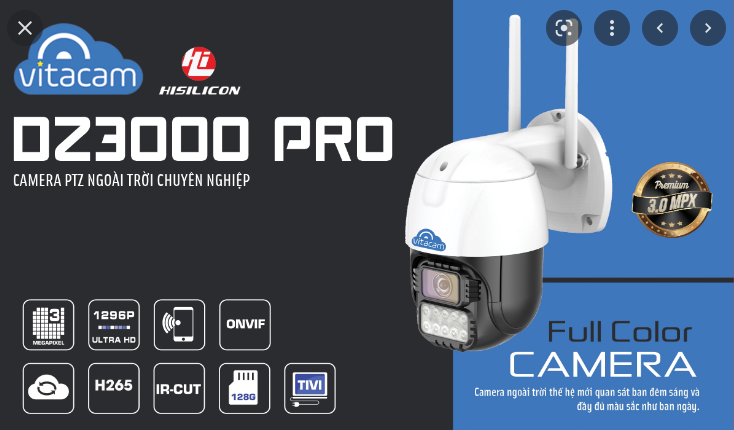 vitacam
Hi
HISILICON
DZ3000 PRO
CAMERA PTZ NGOÀI TRỜI CHUYÊN NGHIỆP
vitacam
Premium
3.0 MPX
3
MEGAPIXEL
1296P
ULTRA HD
ONVIF
H265
IR-CUT
128G
TIVI
Full Color
CAMERA
Camera ngoài trời thế hệ mới quan sát ban đêm sáng và
đầy đủ màu sắc như ban ngày.